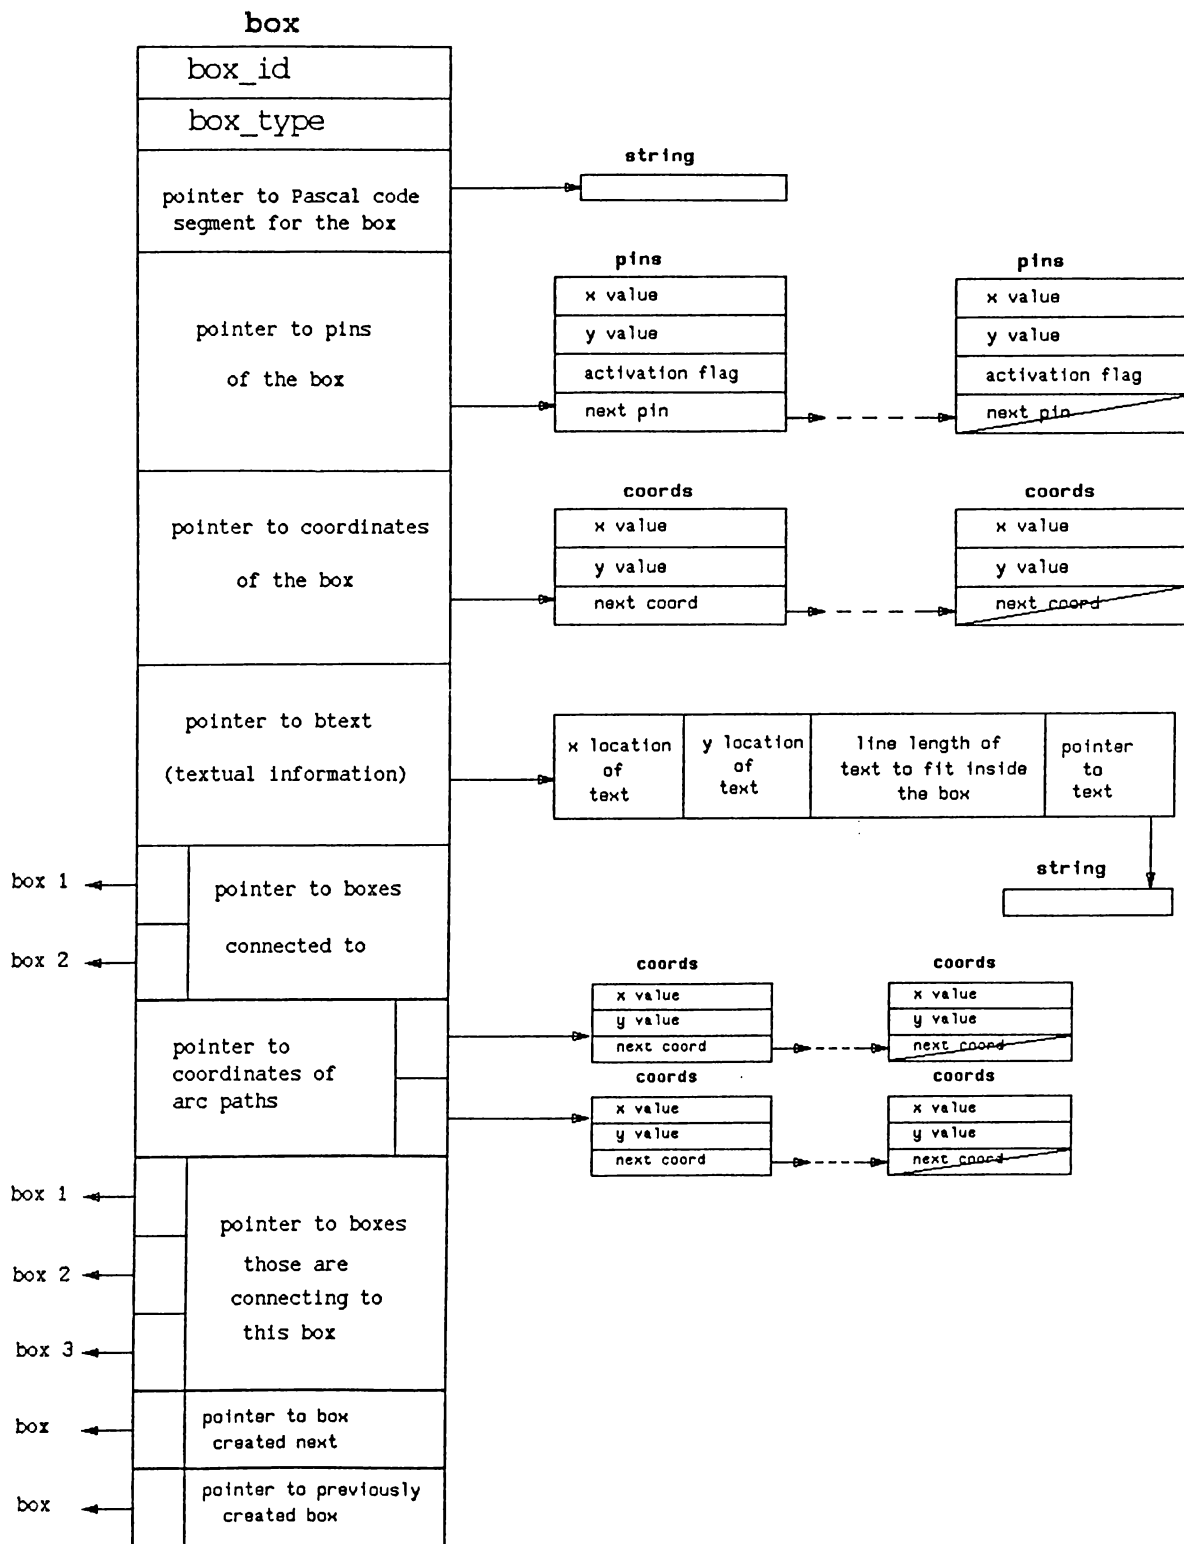 box
box_id
box_type
pointer to Pascal code
segment for the box
string
pointer to pins
of the box
pins
x value
y value
activation flag
next pin
pins
x value
y value
activation flag
next pin
pointer to coordinates
of the box
coords
x value
y value
next coord
coords
x value
y value
next coord
pointer to btext
(textual information)
x location
of
text
y location
of
text
line length of
text to fit inside
the box
pointer
to
text
string
box 1
box 2
pointer to boxes
connected to
pointer to
coordinates of
arc paths
coords
x value
y value
next coord
coords
x value
y value
next coord
coords
x value
y value
next coord
coords
x value
y value
next coord
box 1
box 2
box 3
pointer to boxes
those are
connecting to
this box
box
pointer to box
created next
box
pointer to previously
created box